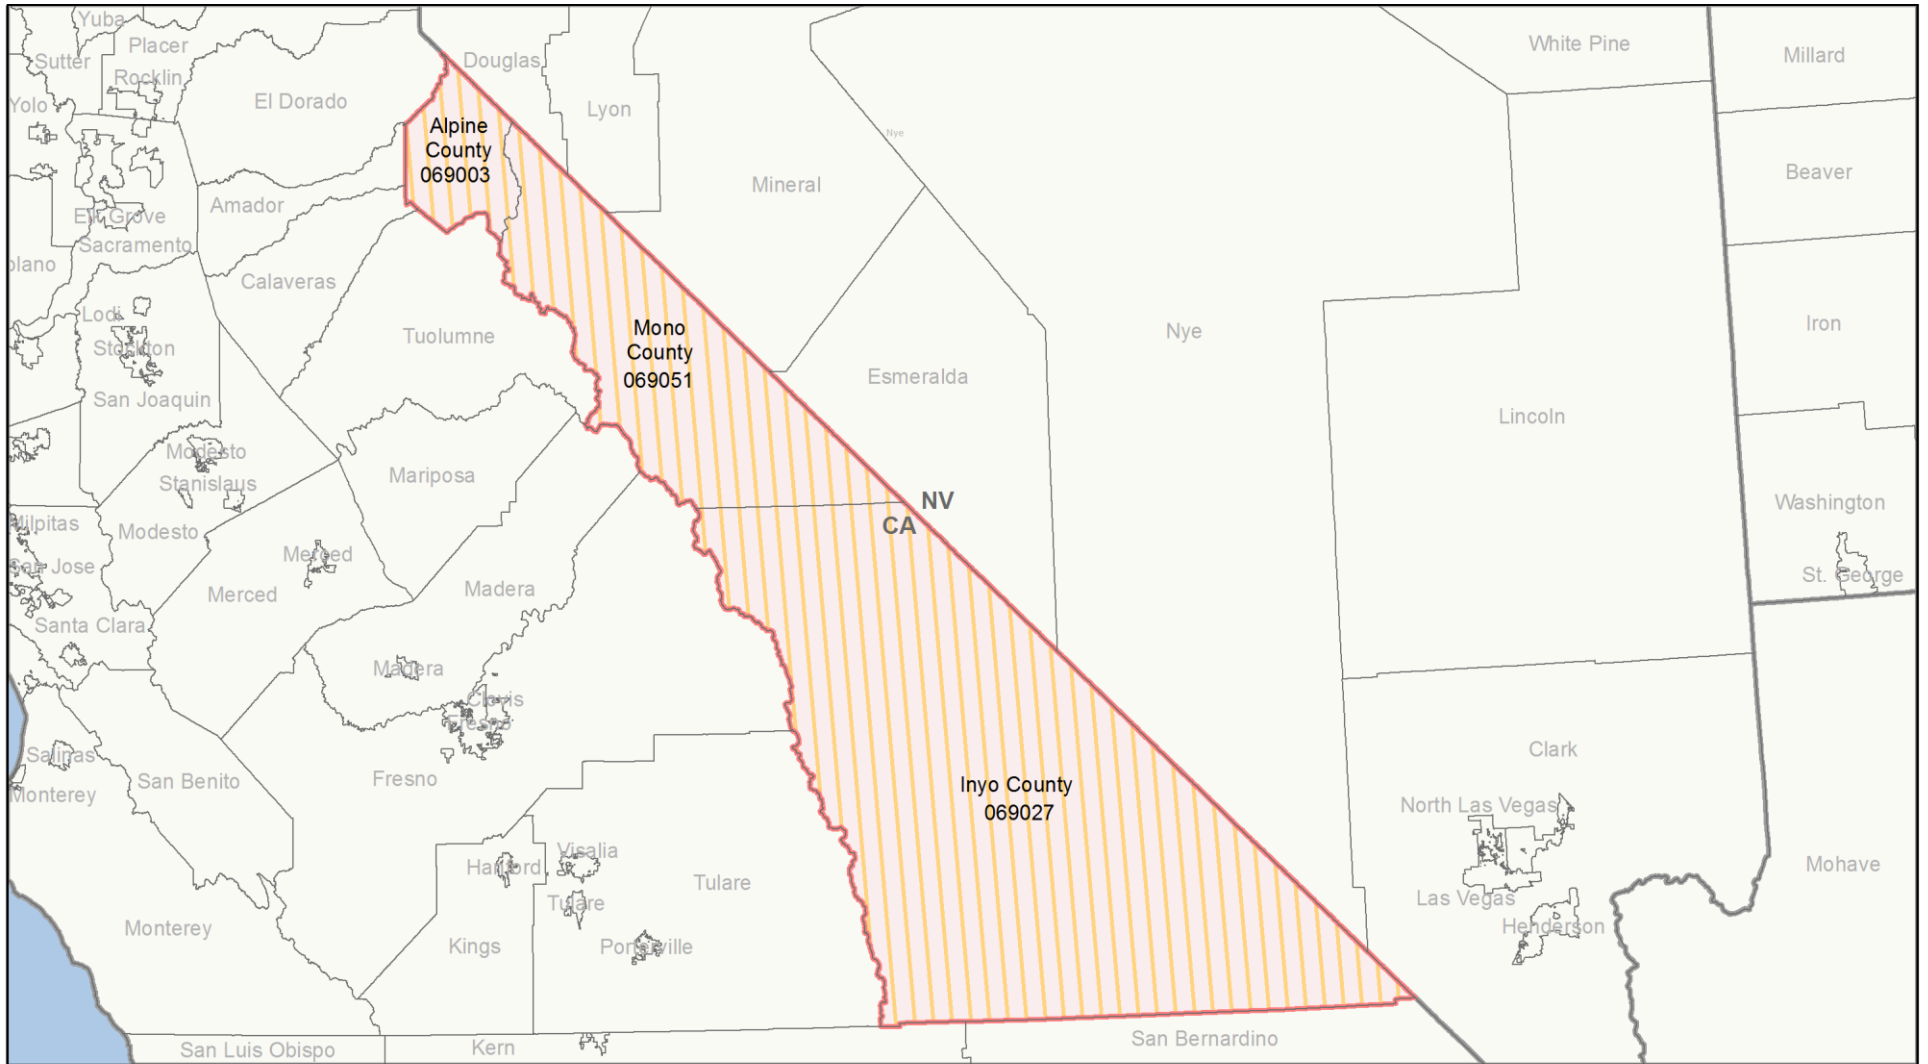 Yuba
Placer
Sutter
Rocklin
Yolo
El Dorado
Douglas
Lyon
White Pine
Millard
Alpine
County
069003
Nye
Mineral
Beaver
Amador
Elk Grove
Sacramento
olano
Calaveras
Lodi
Stockton
Tuolumne
Mono
County
069051
Nye
Iron
San Joaquin
Esmeralda
Lincoln
Modesto
Stanislaus
Mariposa
NV
CA
Washington
Milpitas
Modesto
Merced
San Jose
Merced
Madera
St. George
Santa Clara
Madera
Clovis
Fresno
Salinas
San Benito
Fresno
Monterey
Inyo County
069027
Clark
North Las Vegas
Hanford
Visalia
Tulare
Tulare
Las Vegas
Henderson
Mohave
Monterey
Kings
Porterville
San Luis Obispo
Kern
San Bernardino